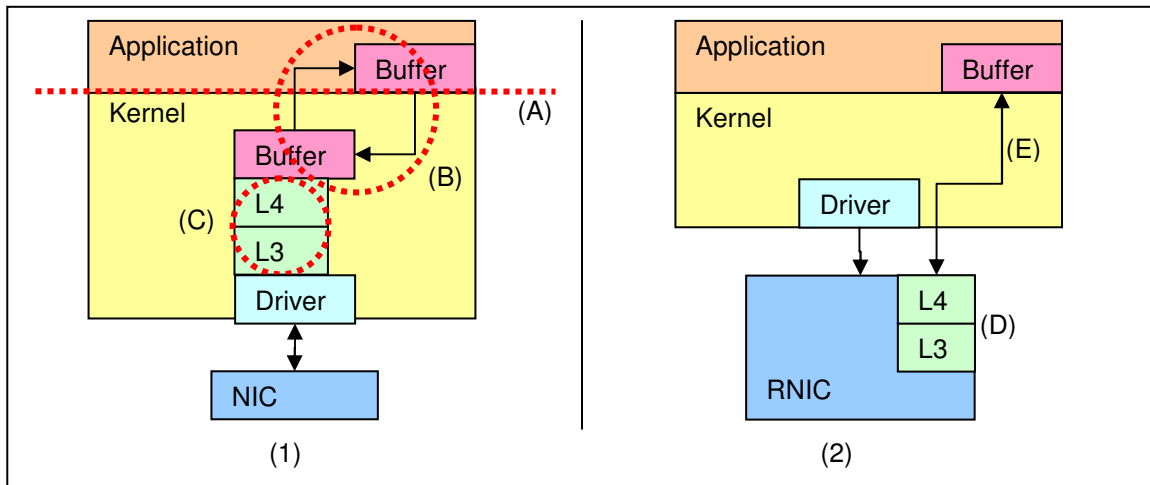 Application
Buffer
(A)
Kernel
Buffer
(B)
(C)
L4
L3
Driver
NIC
(1)
Application
Buffer
Kernel
(E)
Driver
L4
(D)
L3
RNIC
(2)